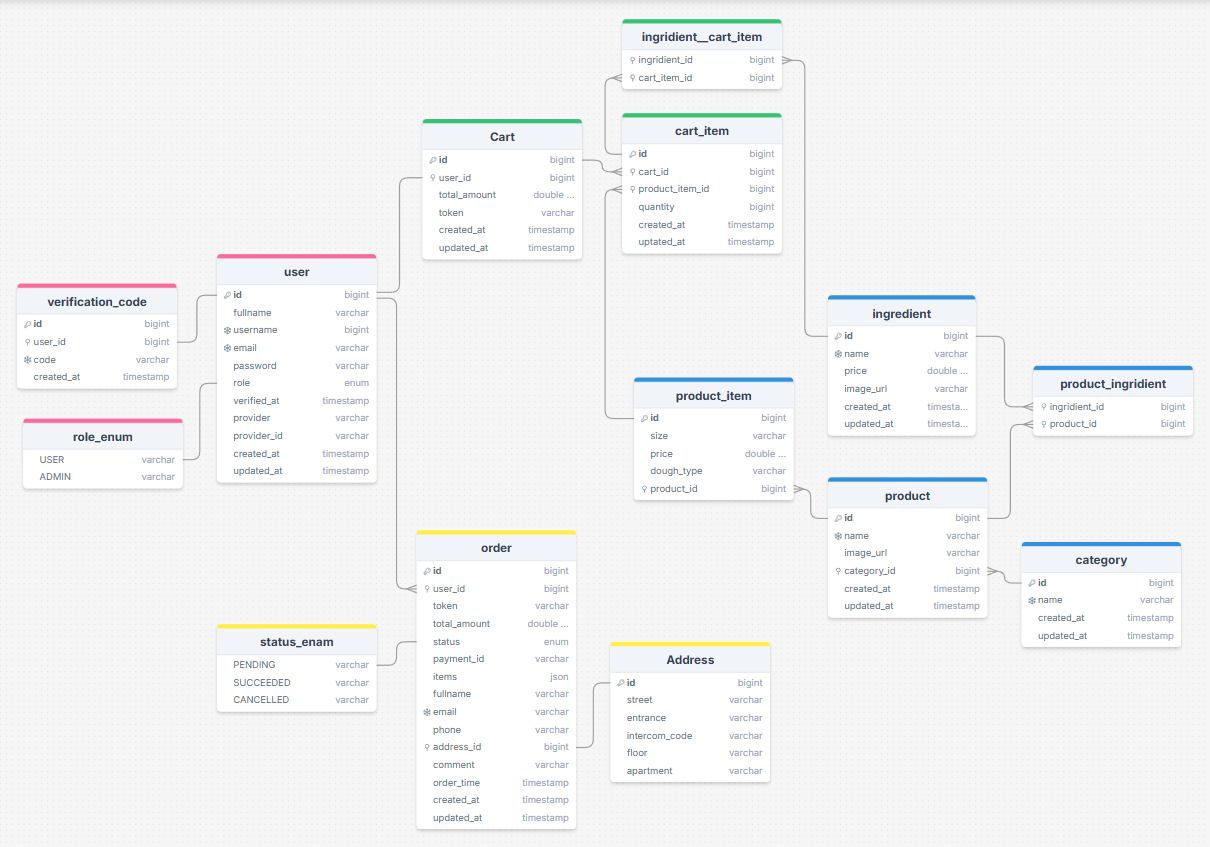 ingridient__cart_item
ingridient_id bigint
cart_item_id bigint
Cart
id bigint
user_id bigint
total_amount double ...
token varchar
created_at timestamp
updated_at timestamp
cart_item
id bigint
cart_id bigint
product_item_id bigint
quantity bigint
created_at timestamp
uptated_at timestamp
user
id bigint
fullname varchar
username bigint
email varchar
password varchar
role enum
verified_at timestamp
provider varchar
provider_id varchar
created_at timestamp
updated_at timestamp
verification_code
id bigint
user_id bigint
code varchar
created_at timestamp
role_enum
USER varchar
ADMIN varchar
ingredient
id bigint
name varchar
price double ...
image_url varchar
created_at timesta...
updated_at timesta...
product_ingridient
ingridient_id bigint
product_id bigint
product_item
id bigint
size varchar
price double ...
dough_type varchar
product_id bigint
product
id bigint
name varchar
image_url varchar
category_id bigint
created_at timestamp
updated_at timestamp
category
id bigint
name varchar
created_at timestamp
updated_at timestamp
order
id bigint
user_id bigint
token varchar
total_amount double ...
status enum
payment_id varchar
items json
fullname varchar
email varchar
phone varchar
address_id bigint
comment varchar
order_time timestamp
created_at timestamp
updated_at timestamp
status_enam
PENDING varchar
SUCCEEDED varchar
CANCELLED varchar
Address
id bigint
street varchar
entrance varchar
intercom_code varchar
floor varchar
apartment varchar